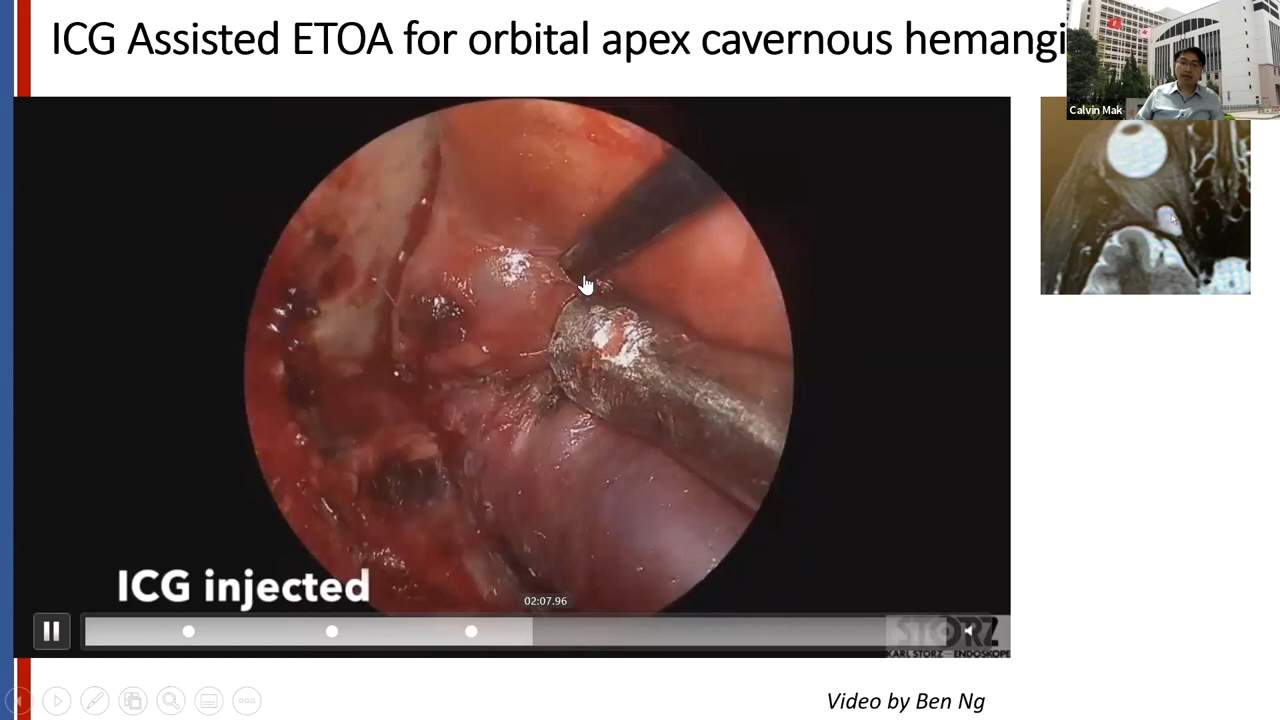 ICG Assisted ETOA for orbital apex cavernous hemangi
Calvin Mak
ICG injected
02:07.96
STORZ
KARL STORZ — ENDOSKOPE
Video by Ben Ng